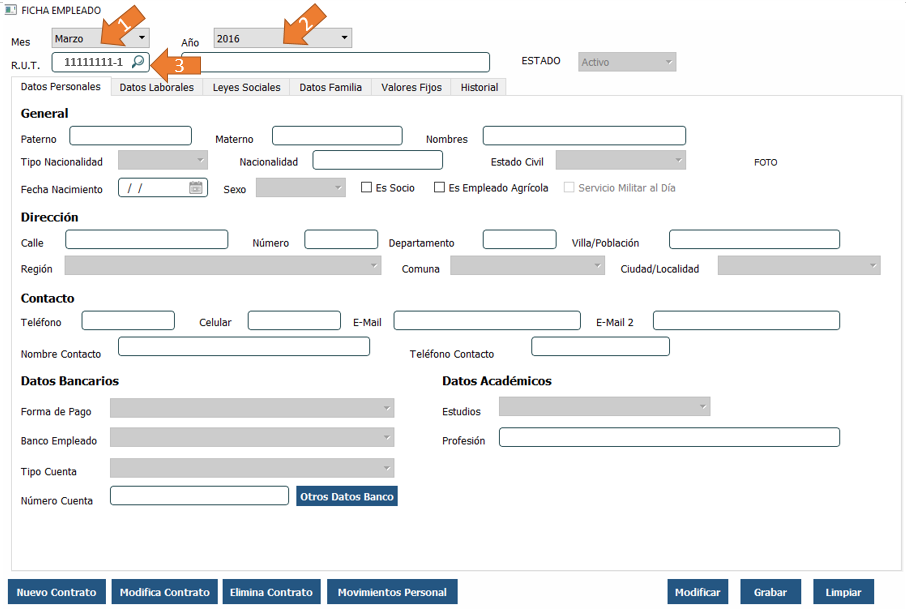 FICHA EMPLEADO
Mes Marzo 1 Año 2016 2
R.U.T. 11111111-1 3 ESTADO Activo
Datos Personales Datos Laborales Leyes Sociales Datos Familia Valores Fijos Historial
General
Paterno Materno Nombres
Tipo Nacionalidad Nacionalidad Estado Civil FOTO
Fecha Nacimiento / / Sexo Es Socio Es Empleado Agrícola Servicio Militar al Día
Dirección
Calle Número Departamento Villa/Población
Región Comuna Ciudad/Localidad
Contacto
Teléfono Celular E-Mail E-Mail 2
Nombre Contacto Teléfono Contacto
Datos Bancarios Datos Académicos
Forma de Pago Estudios
Banco Empleado Profesión
Tipo Cuenta
Número Cuenta Otros Datos Banco
Nuevo Contrato Modifica Contrato Elimina Contrato Movimientos Personal Modificar Grabar Limpiar